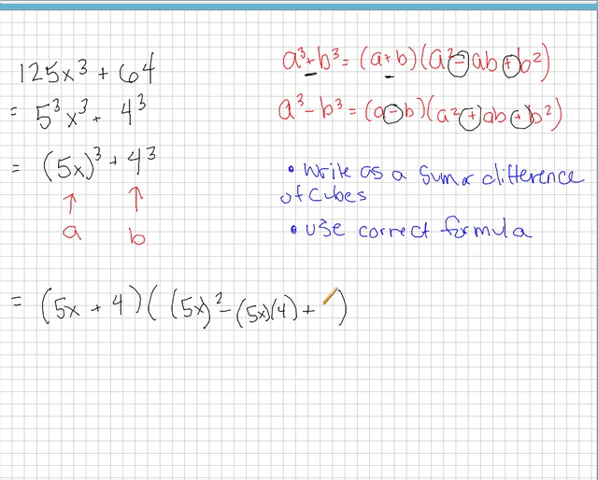 125x³ + 64
= 5³x³ + 4³
= (5x)³ + 4³
↑ ↑
a b
a³+b³ = (a+b)(a²-ab+b²)
a³-b³ = (a-b)(a²+ab+b²)
• Write as a Sum or difference
of Cubes
• Use correct formula
= (5x + 4)((5x)² - (5x)(4) + )